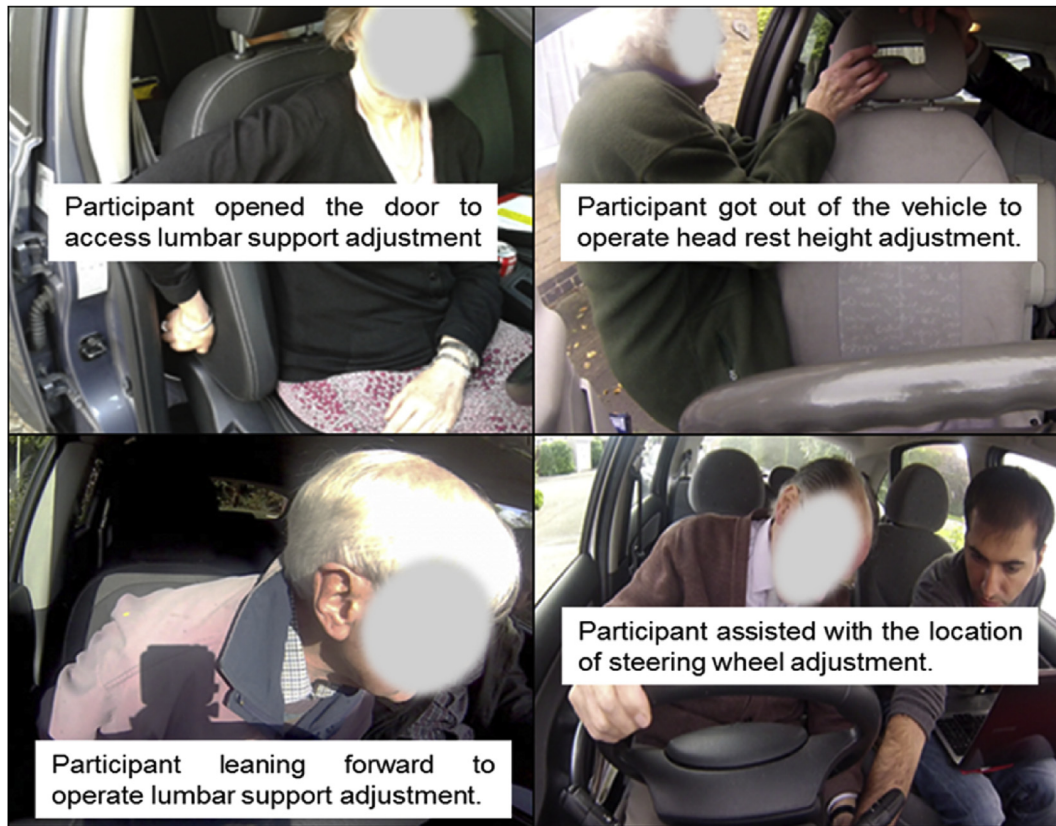 Participant opened the door to
access lumbar support adjustment
Participant got out of the vehicle to
operate head rest height adjustment.
Participant leaning forward to
operate lumbar support adjustment.
Participant assisted with the location
of steering wheel adjustment.